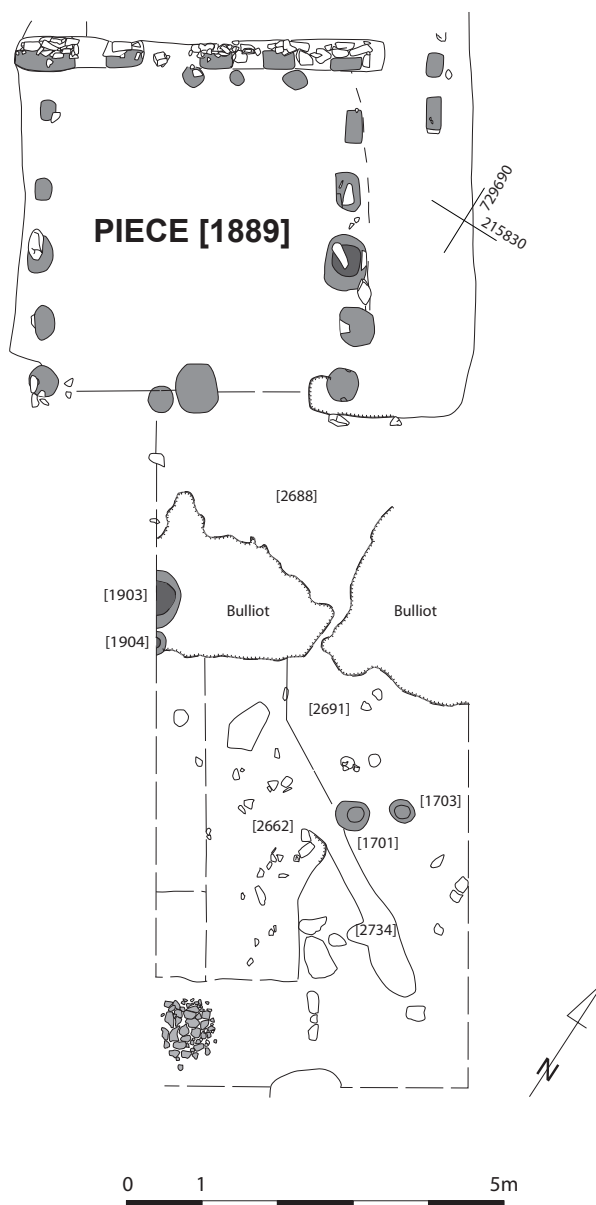 729690
215830
PIECE [1889]
[2688]
[1903]
Bulliot
Bulliot
[1904]
[2691]
[1703]
[2662]
[1701]
[2734]
N
0 1 5m